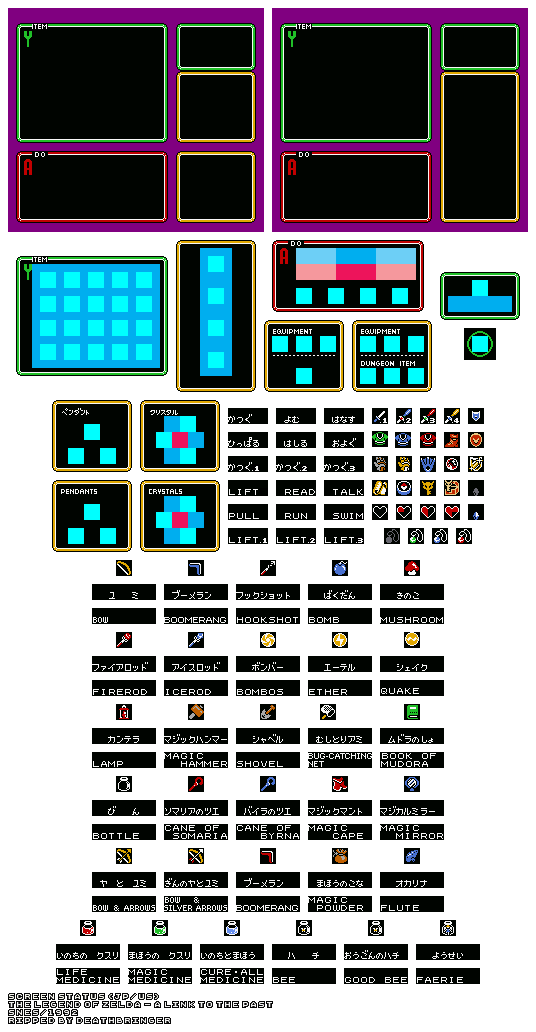 ITEM
Y
ITEM
Y
DO
A
DO
A
ITEM
Y
DO
A
EQUIPMENT
EQUIPMENT
DUNGEON ITEM
ペンダント
クリスタル
かつぐ よむ はなす
ひっぱる はしる およぐ
かつぐ.1 かつぐ.2 かつぐ.3
1 2 3 4
PENDANTS
CRYSTALS
LIFT READ TALK
PULL RUN SWIM
LIFT.1 LIFT.2 LIFT.3
ユ ミ ブーメラン フックショット ばくだん きのこ
BOW BOOMERANG HOOKSHOT BOMB MUSHROOM
ファイアロッド アイスロッド ボンバー エーテル シェイク
FIREROD ICEROD BOMBOS ETHER QUAKE
カンテラ マジックハンマー シャベル むしとりアミ ムドラのしょ
LAMP MAGIC HAMMER SHOVEL BUG-CATCHING NET BOOK OF MUDORA
び ん ソマリアのツエ バイラのツエ マジックマント マジカルミラー
BOTTLE CANE OF SOMARIA CANE OF BYRNA MAGIC CAPE MAGIC MIRROR
ヤ と ユミ ぎんのヤとユミ ブーメラン まほうのこな オカリナ
BOW & ARROWS BOW & SILVER ARROWS BOOMERANG MAGIC POWDER FLUTE
いのちの クスリ まほうの クスリ いのちとまほう ハ チ おうごんのハチ ようせい
LIFE MEDICINE MAGIC MEDICINE CURE-ALL MEDICINE BEE GOOD BEE FAERIE
SCREEN STATUS (JP/US)
THE LEGEND OF ZELDA - A LINK TO THE PAST
SNES/1992
RIPPED BY DEATHBRINGER